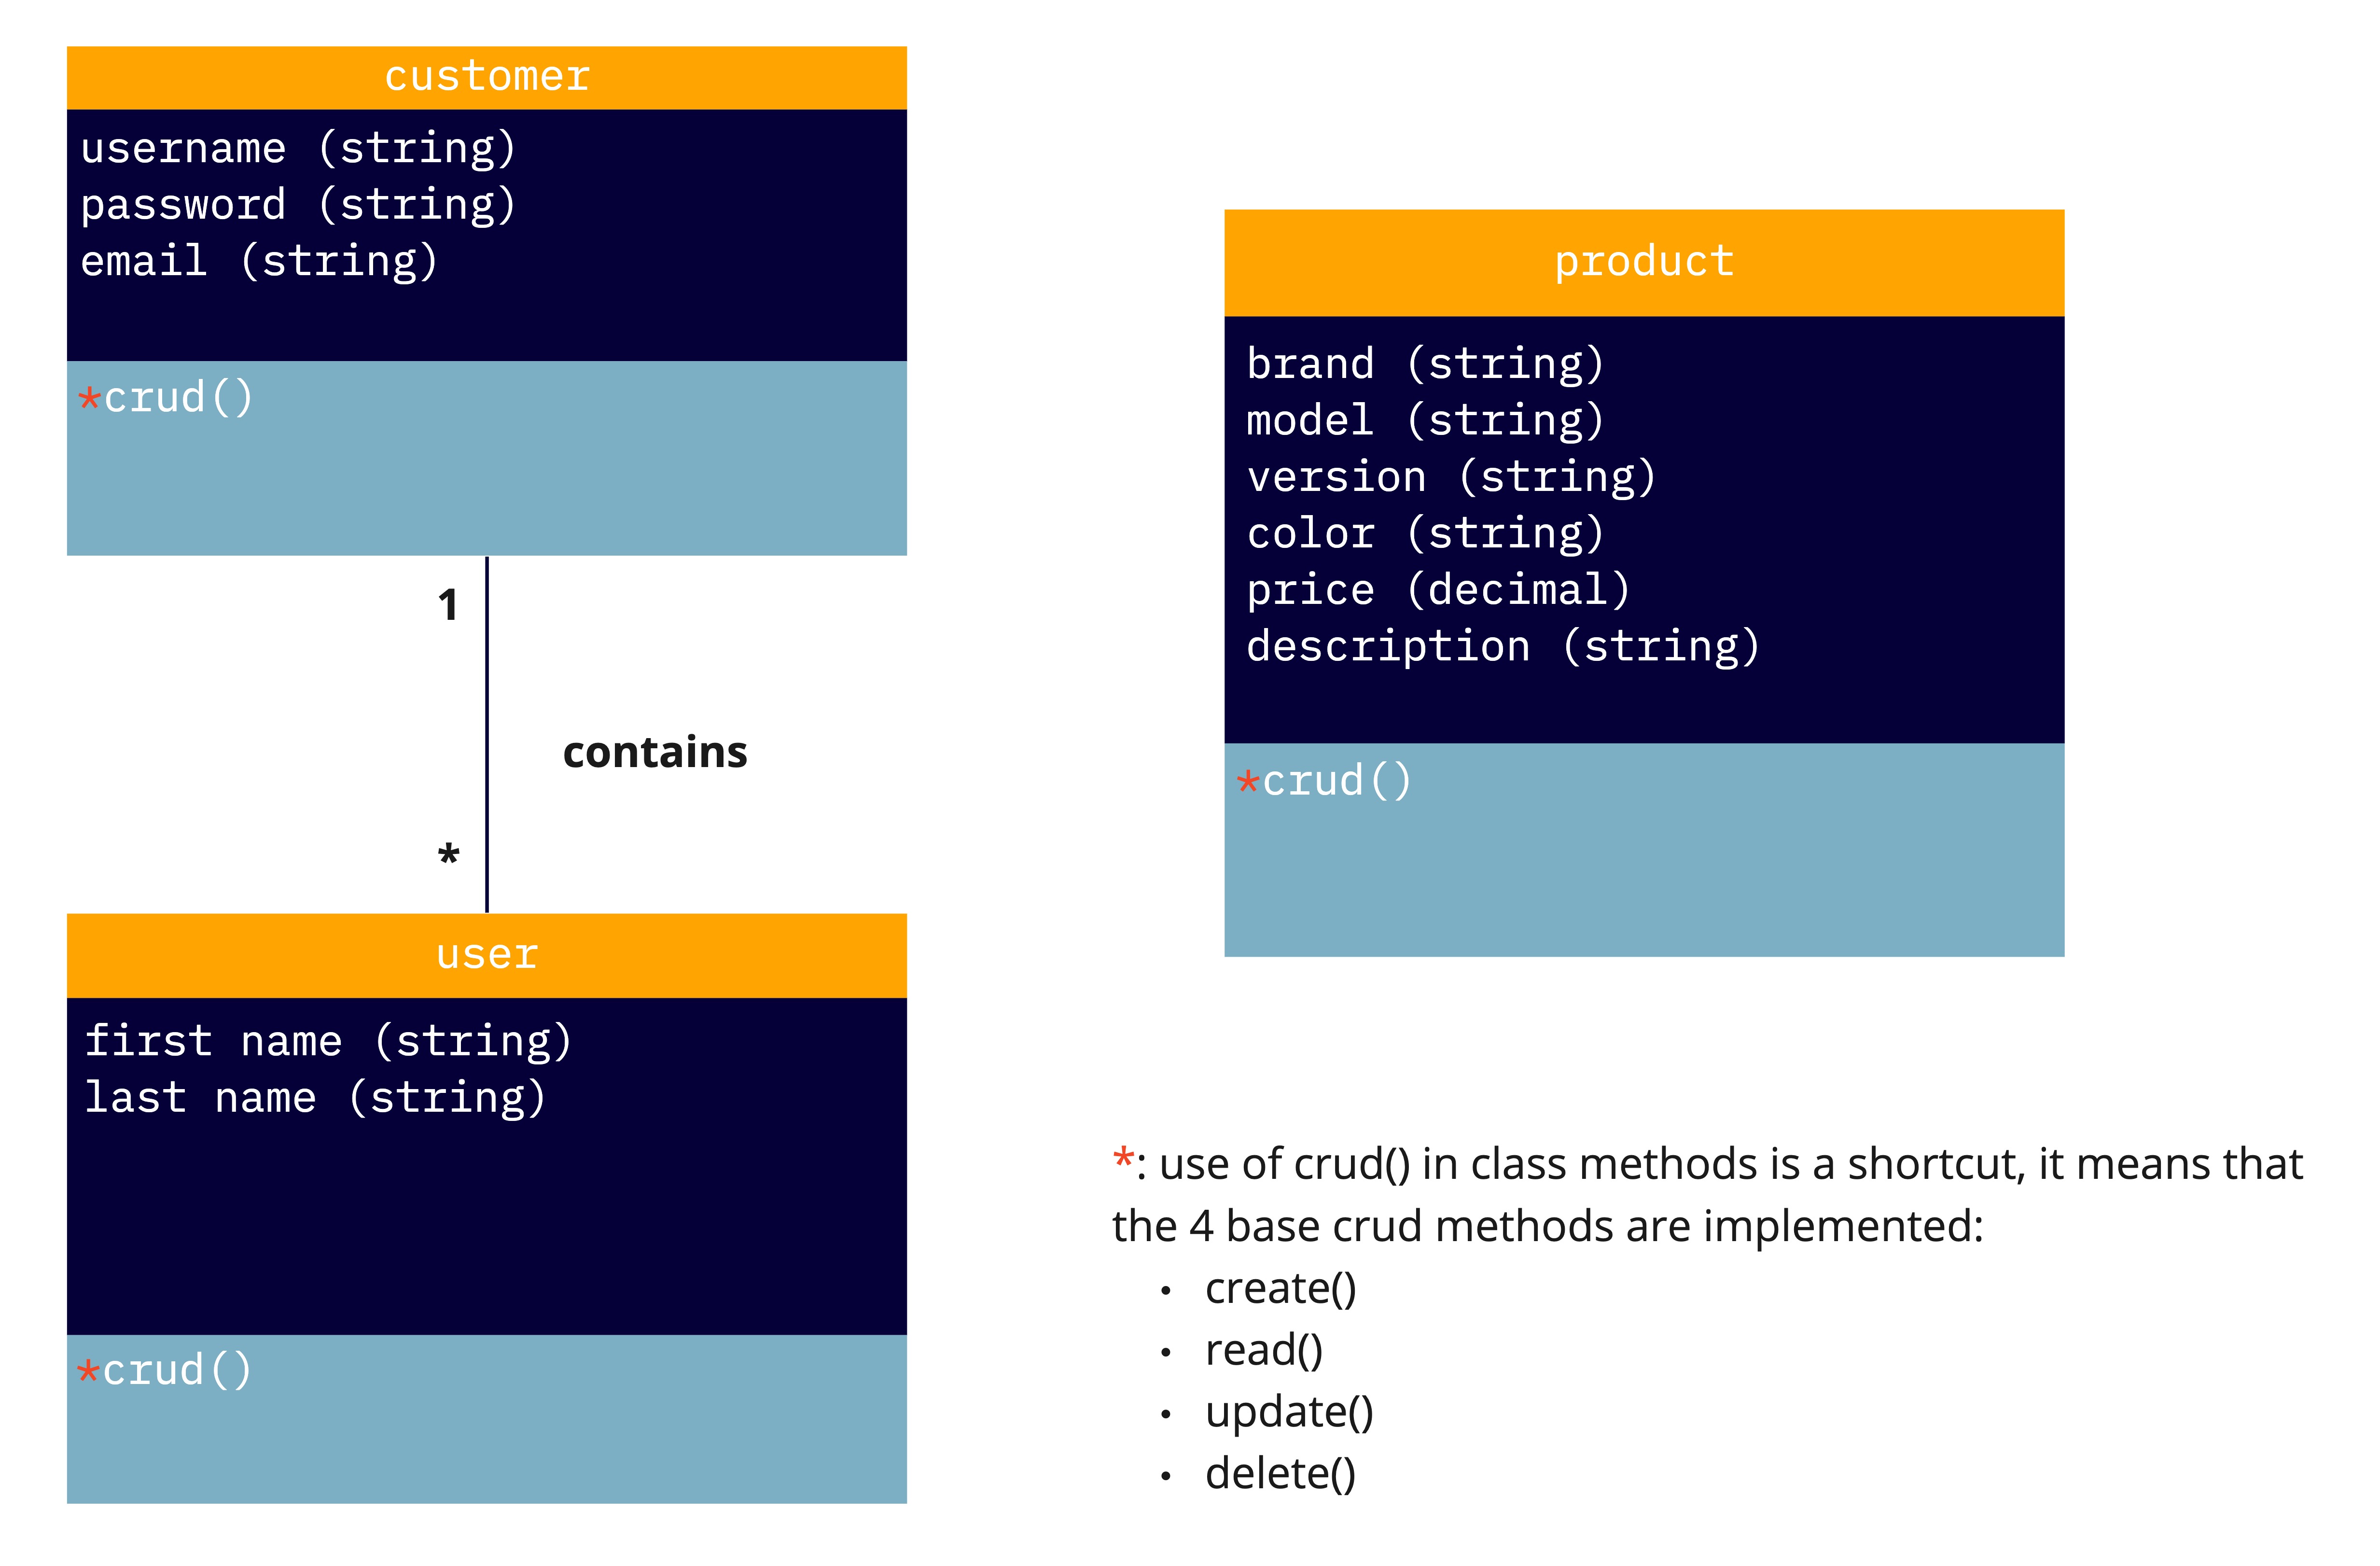 customer
username (string)
password (string)
email (string)
*crud()
1
contains
*
user
first name (string)
last name (string)
*crud()
product
brand (string)
model (string)
version (string)
color (string)
price (decimal)
description (string)
*crud()
*: use of crud() in class methods is a shortcut, it means that
the 4 base crud methods are implemented:
• create()
• read()
• update()
• delete()